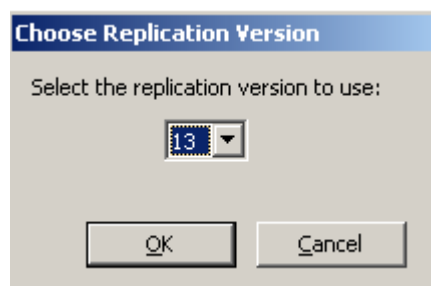 Choose Replication Version
Select the replication version to use:
13
OK Cancel